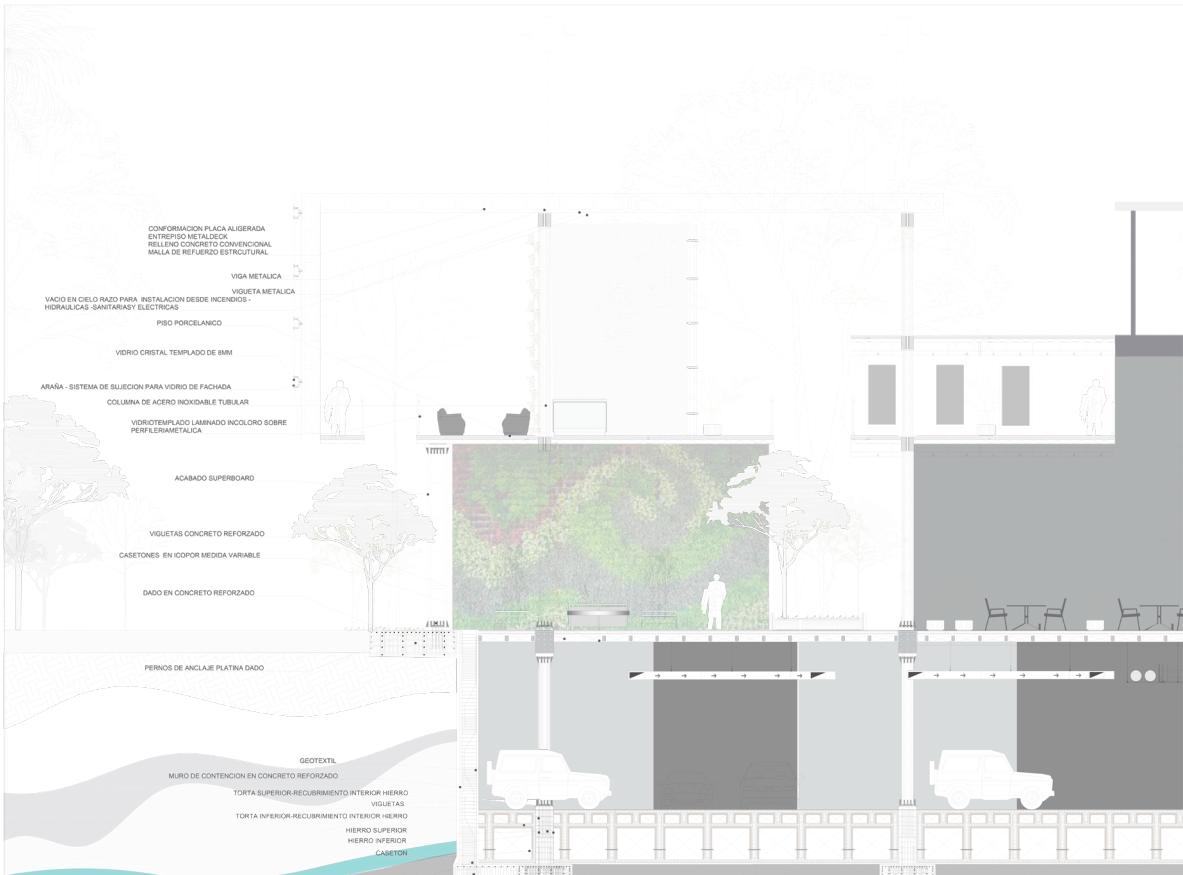 CONFORMACION PLACA ALIGERADA
ENTREPISO METALDECK
RELLENO CONCRETO CONVENCIONAL
MALLA DE REFUERZO ESTRCUTURAL
VIGA METALICA
VIGUETA METALICA
VACIO EN CIELO RAZO PARA INSTALACION DESDE INCENDIOS -
HIDRAULICAS -SANITARIASY ELECTRICAS
PISO PORCELANICO
VIDRIO CRISTAL TEMPLADO DE 8MM
ARAÑA - SISTEMA DE SUJECION PARA VIDRIO DE FACHADA
COLUMNA DE ACERO INOXIDABLE TUBULAR
VIDRIOTEMPLADO LAMINADO INCOLORO SOBRE
PERFILERIAMETALICA
ACABADO SUPERBOARD
VIGUETAS CONCRETO REFORZADO
CASETONES EN ICOPOR MEDIDA VARIABLE
DADO EN CONCRETO REFORZADO
PERNOS DE ANCLAJE PLATINA DADO
GEOTEXTIL
MURO DE CONTENCION EN CONCRETO REFORZADO
TORTA SUPERIOR-RECUBRIMIENTO INTERIOR HIERRO
VIGUETAS
TORTA INFERIOR-RECUBRIMIENTO INTERIOR HIERRO
HIERRO SUPERIOR
HIERRO INFERIOR
CASETON